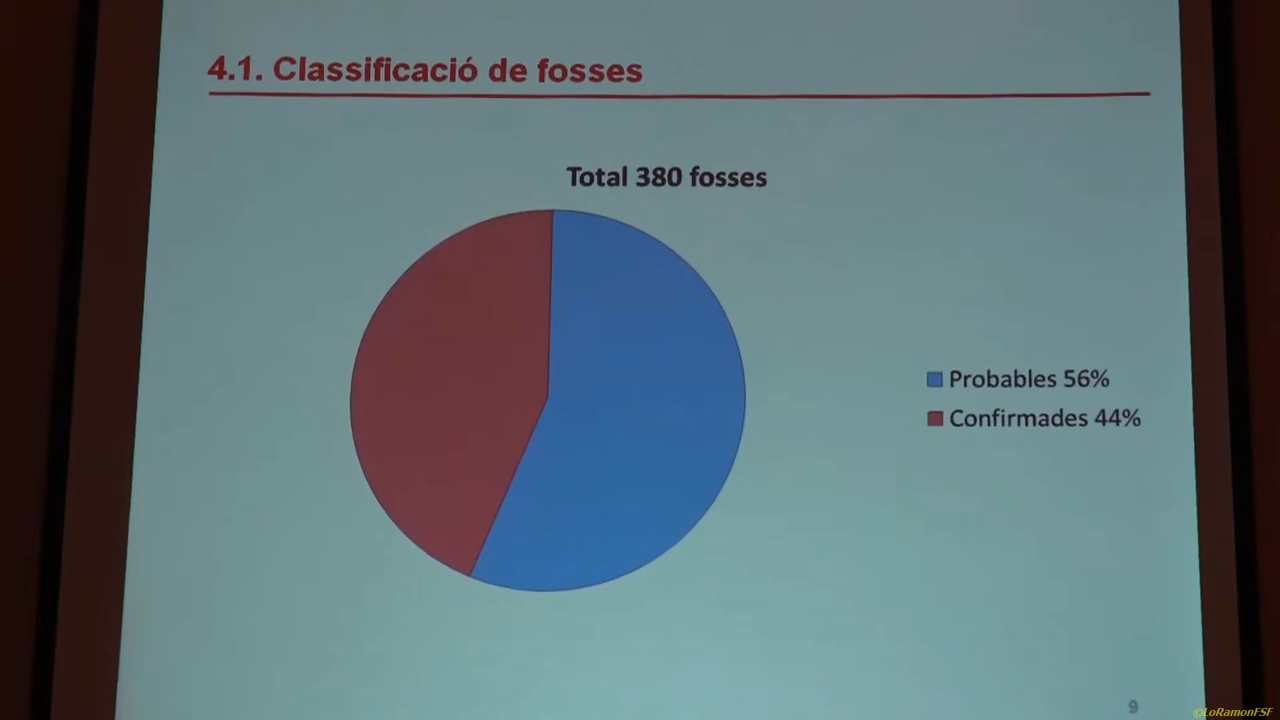 4.1. Classificació de fosses
Total 380 fosses
Probables 56%
Confirmades 44%
9
©LoRamonFSF